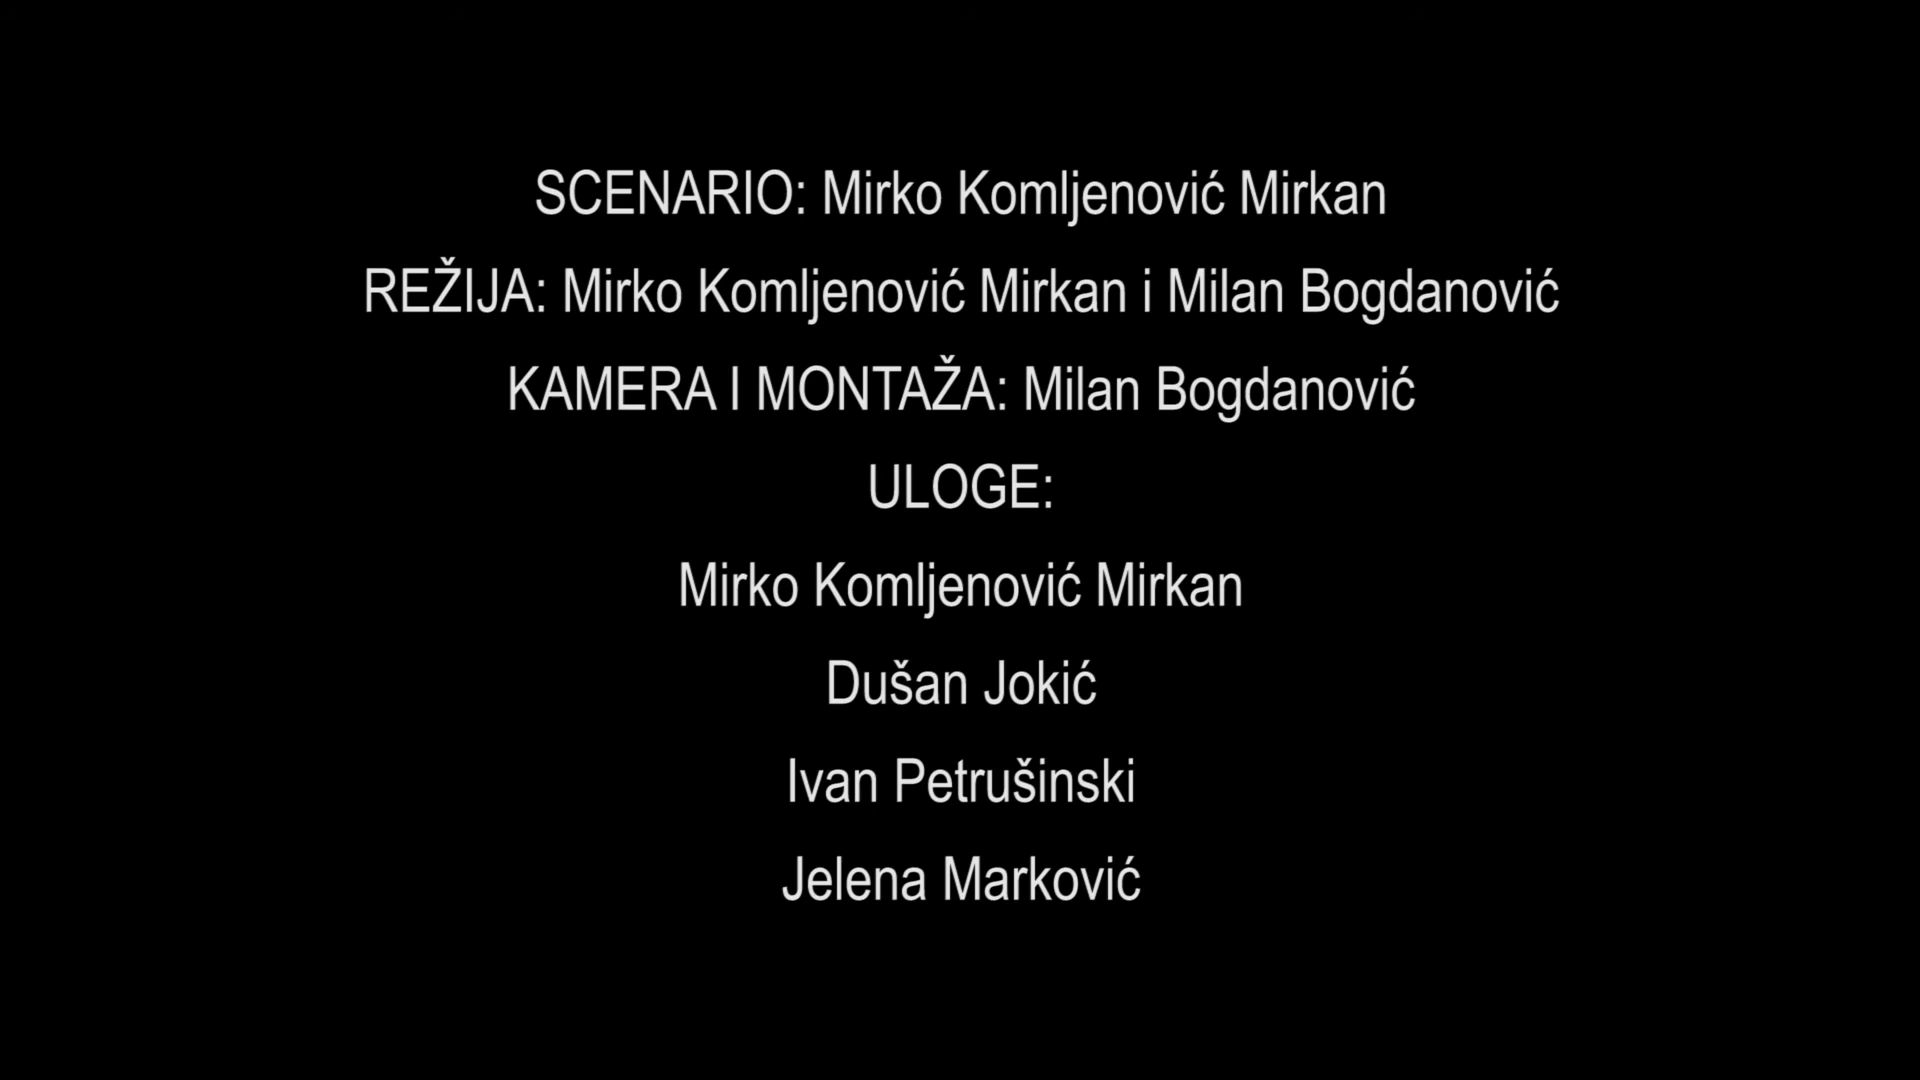 SCENARIO: Mirko Komljenović Mirkan
REŽIJA: Mirko Komljenović Mirkan i Milan Bogdanović
KAMERA I MONTAŽA: Milan Bogdanović
ULOGE:
Mirko Komljenović Mirkan
Dušan Jokić
Ivan Petrušinski
Jelena Marković